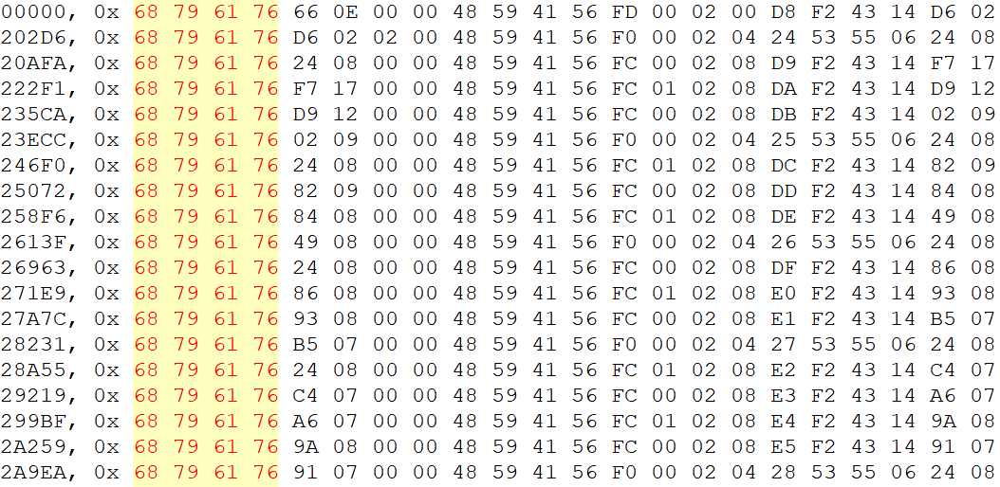 00000, 0x 68 79 61 76 66 0E 00 00 48 59 41 56 FD 00 02 00 D8 F2 43 14 D6 02
202D6, 0x 68 79 61 76 D6 02 02 00 48 59 41 56 F0 00 02 04 24 53 55 06 24 08
20AFA, 0x 68 79 61 76 24 08 00 00 48 59 41 56 FC 00 02 08 D9 F2 43 14 F7 17
222F1, 0x 68 79 61 76 F7 17 00 00 48 59 41 56 FC 01 02 08 DA F2 43 14 D9 12
235CA, 0x 68 79 61 76 D9 12 00 00 48 59 41 56 FC 00 02 08 DB F2 43 14 02 09
23ECC, 0x 68 79 61 76 02 09 00 00 48 59 41 56 F0 00 02 04 25 53 55 06 24 08
246F0, 0x 68 79 61 76 24 08 00 00 48 59 41 56 FC 01 02 08 DC F2 43 14 82 09
25072, 0x 68 79 61 76 82 09 00 00 48 59 41 56 FC 00 02 08 DD F2 43 14 84 08
258F6, 0x 68 79 61 76 84 08 00 00 48 59 41 56 FC 01 02 08 DE F2 43 14 49 08
2613F, 0x 68 79 61 76 49 08 00 00 48 59 41 56 F0 00 02 04 26 53 55 06 24 08
26963, 0x 68 79 61 76 24 08 00 00 48 59 41 56 FC 00 02 08 DF F2 43 14 86 08
271E9, 0x 68 79 61 76 86 08 00 00 48 59 41 56 FC 01 02 08 E0 F2 43 14 93 08
27A7C, 0x 68 79 61 76 93 08 00 00 48 59 41 56 FC 00 02 08 E1 F2 43 14 B5 07
28231, 0x 68 79 61 76 B5 07 00 00 48 59 41 56 F0 00 02 04 27 53 55 06 24 08
28A55, 0x 68 79 61 76 24 08 00 00 48 59 41 56 FC 01 02 08 E2 F2 43 14 C4 07
29219, 0x 68 79 61 76 C4 07 00 00 48 59 41 56 FC 00 02 08 E3 F2 43 14 A6 07
299BF, 0x 68 79 61 76 A6 07 00 00 48 59 41 56 FC 01 02 08 E4 F2 43 14 9A 08
2A259, 0x 68 79 61 76 9A 08 00 00 48 59 41 56 FC 00 02 08 E5 F2 43 14 91 07
2A9EA, 0x 68 79 61 76 91 07 00 00 48 59 41 56 F0 00 02 04 28 53 55 06 24 08